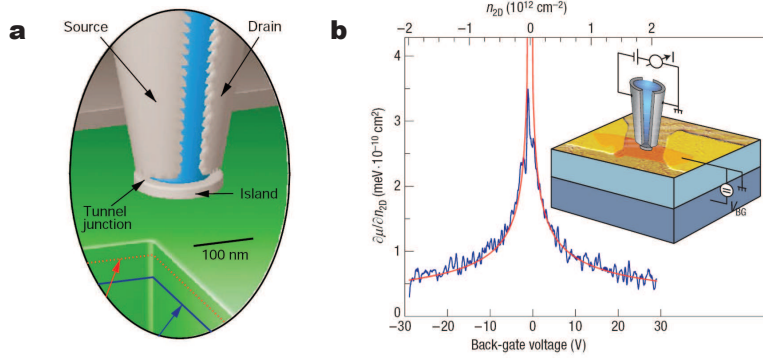 a
Source
Drain
Tunnel
junction
Island
100 nm
b
n2D (10¹² cm⁻²)
–2 –1 0 1 2
∂μ/∂n2D (meV·10⁻¹⁰ cm²)
4
3
2
1
0
VBG
–30 –20 –10 0 10 20 30
Back-gate voltage (V)